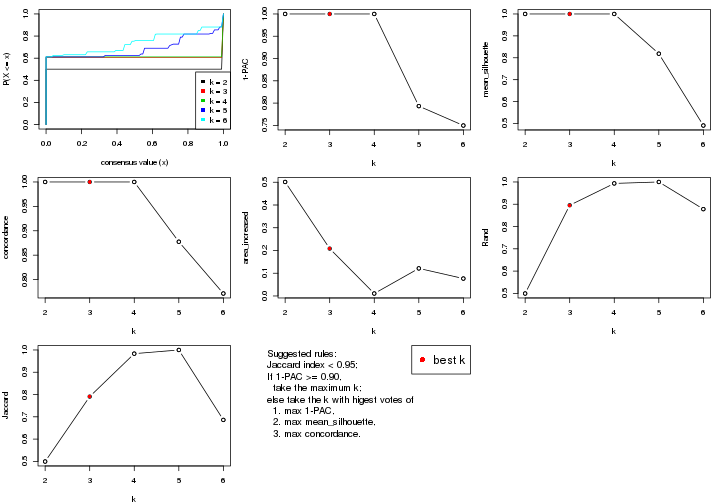 P(X <= x)
0.0 0.2 0.4 0.6 0.8 1.0
0.0 0.2 0.4 0.6 0.8 1.0
consensus value (x)
k = 2
k = 3
k = 4
k = 5
k = 6
1-PAC
0.75 0.80 0.85 0.90 0.95 1.00
2 3 4 5 6
k
mean_silhouette
0.5 0.6 0.7 0.8 0.9 1.0
2 3 4 5 6
k
concordance
0.80 0.85 0.90 0.95 1.00
2 3 4 5 6
k
area_increased
0.0 0.1 0.2 0.3 0.4 0.5
2 3 4 5 6
k
Rand
0.5 0.6 0.7 0.8 0.9 1.0
2 3 4 5 6
k
Jaccard
0.5 0.6 0.7 0.8 0.9 1.0
2 3 4 5 6
k
Suggested rules:
Jaccard index < 0.95;
If 1-PAC >= 0.90,
take the maximum k;
else take the k with higest votes of
1. max 1-PAC,
2. max mean_silhouette,
3. max concordance.
best k